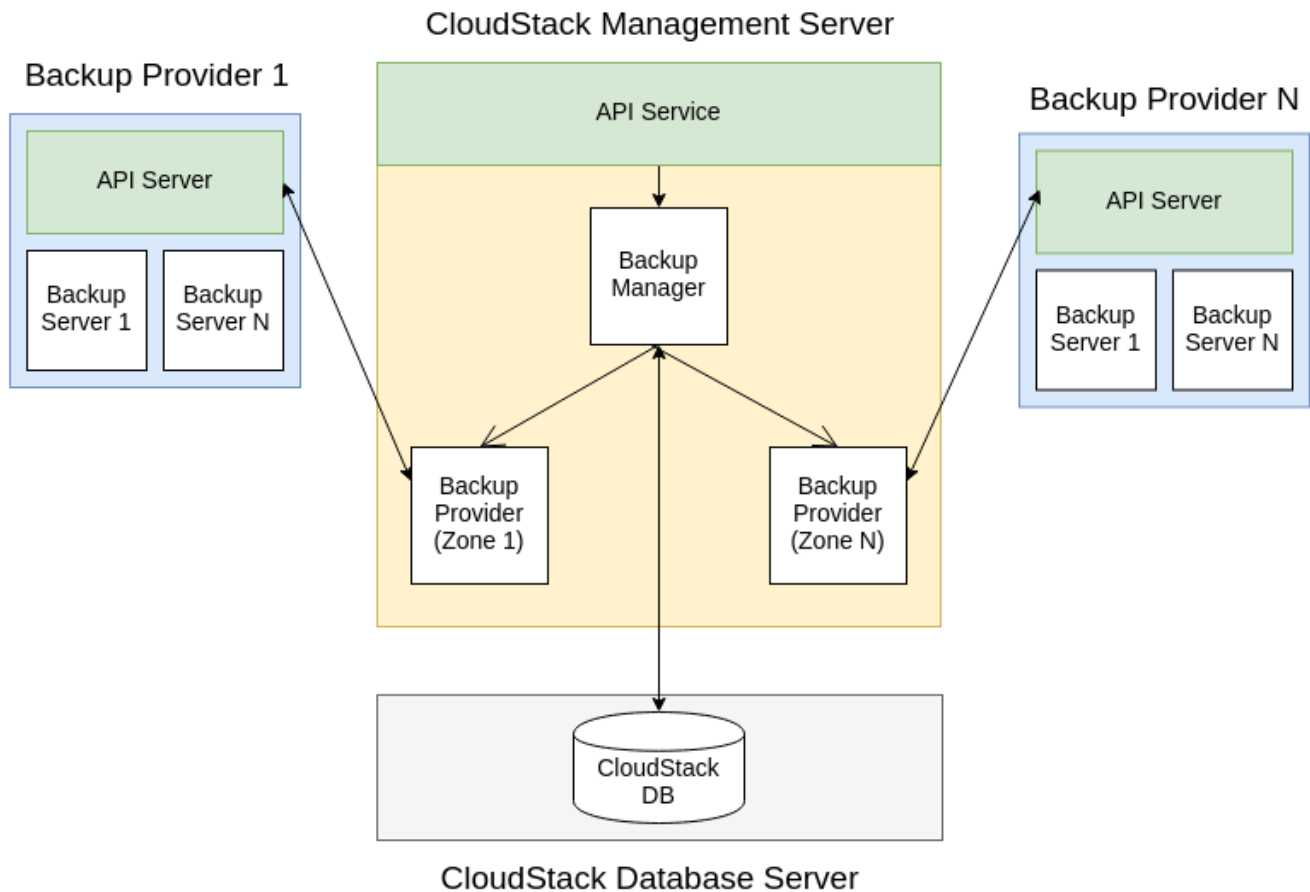 CloudStack Management Server
Backup Provider 1
Backup Provider N
API Service
API Server
Backup
Server 1
Backup
Server N
API Server
Backup
Server 1
Backup
Server N
Backup
Manager
Backup
Provider
(Zone 1)
Backup
Provider
(Zone N)
CloudStack
DB
CloudStack Database Server